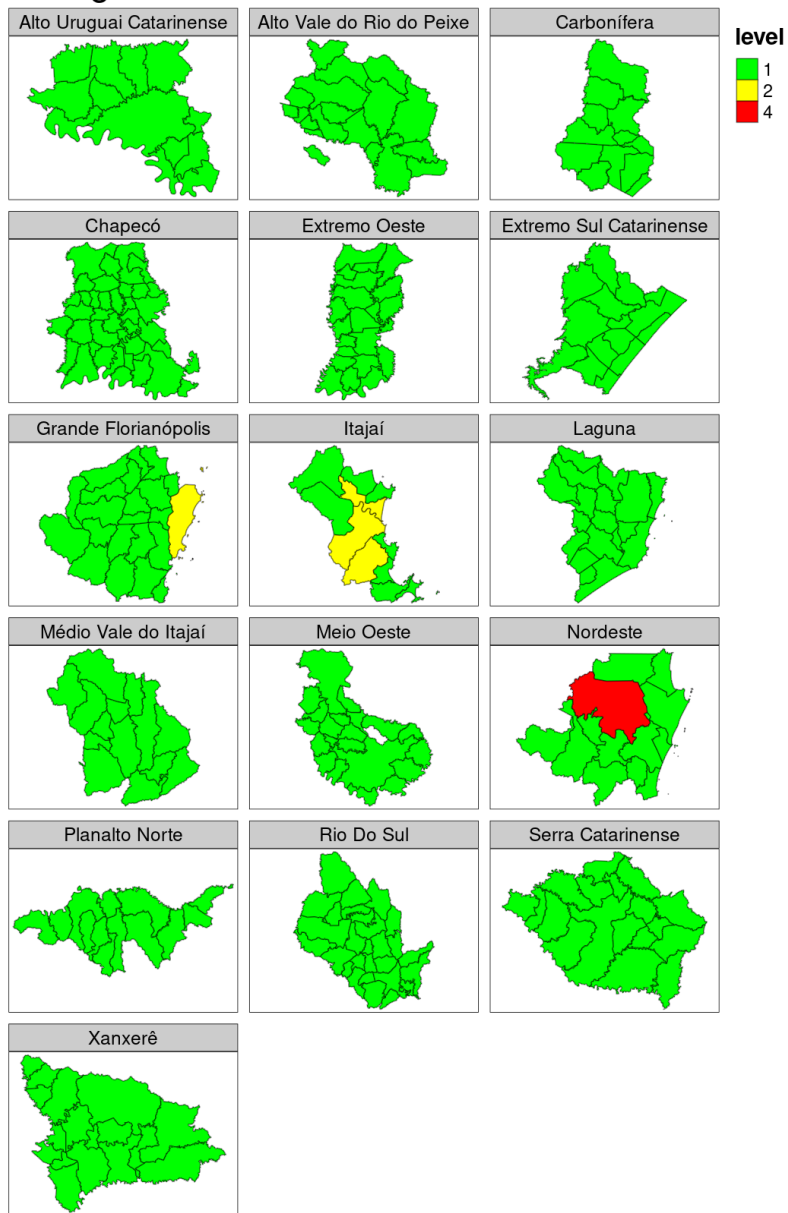 Alto Uruguai Catarinense
Alto Vale do Rio do Peixe
Carbonífera
level
1
2
4
Chapecó
Extremo Oeste
Extremo Sul Catarinense
Grande Florianópolis
Itajaí
Laguna
Médio Vale do Itajaí
Meio Oeste
Nordeste
Planalto Norte
Rio Do Sul
Serra Catarinense
Xanxerê